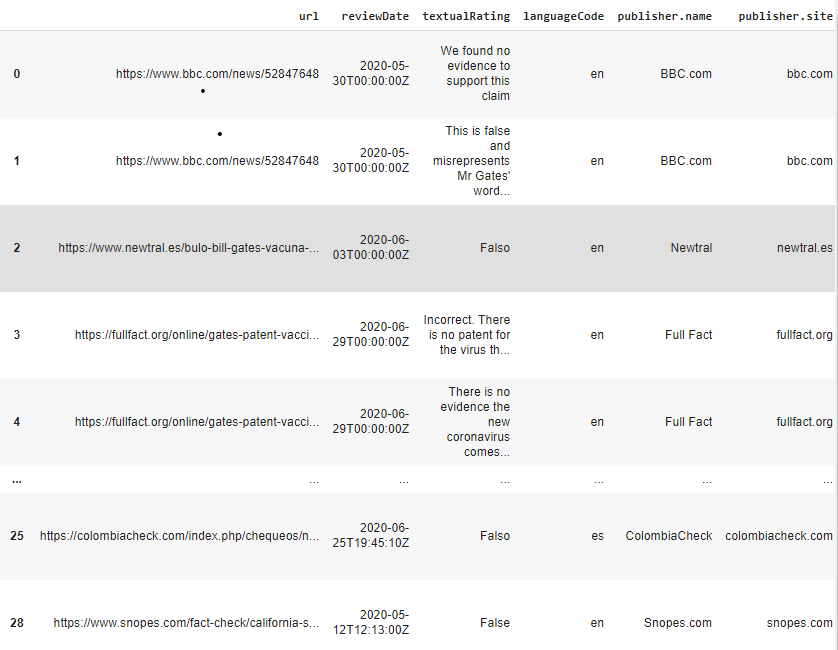 url reviewDate textualRating languageCode publisher.name publisher.site
0 https://www.bbc.com/news/52847648 2020-05-30T00:00:00Z We found no evidence to support this claim en BBC.com bbc.com
1 https://www.bbc.com/news/52847648 2020-05-30T00:00:00Z This is false and misrepresents Mr Gates' word... en BBC.com bbc.com
2 https://www.newtral.es/bulo-bill-gates-vacuna-... 2020-06-03T00:00:00Z Falso en Newtral newtral.es
3 https://fullfact.org/online/gates-patent-vacci... 2020-06-29T00:00:00Z Incorrect. There is no patent for the virus th... en Full Fact fullfact.org
4 https://fullfact.org/online/gates-patent-vacci... 2020-06-29T00:00:00Z There is no evidence the new coronavirus comes... en Full Fact fullfact.org
... ... ... ... ... ... ...
25 https://colombiacheck.com/index.php/chequeos/n... 2020-06-25T19:45:10Z Falso es ColombiaCheck colombiacheck.com
28 https://www.snopes.com/fact-check/california-s... 2020-05-12T12:13:00Z False en Snopes.com snopes.com